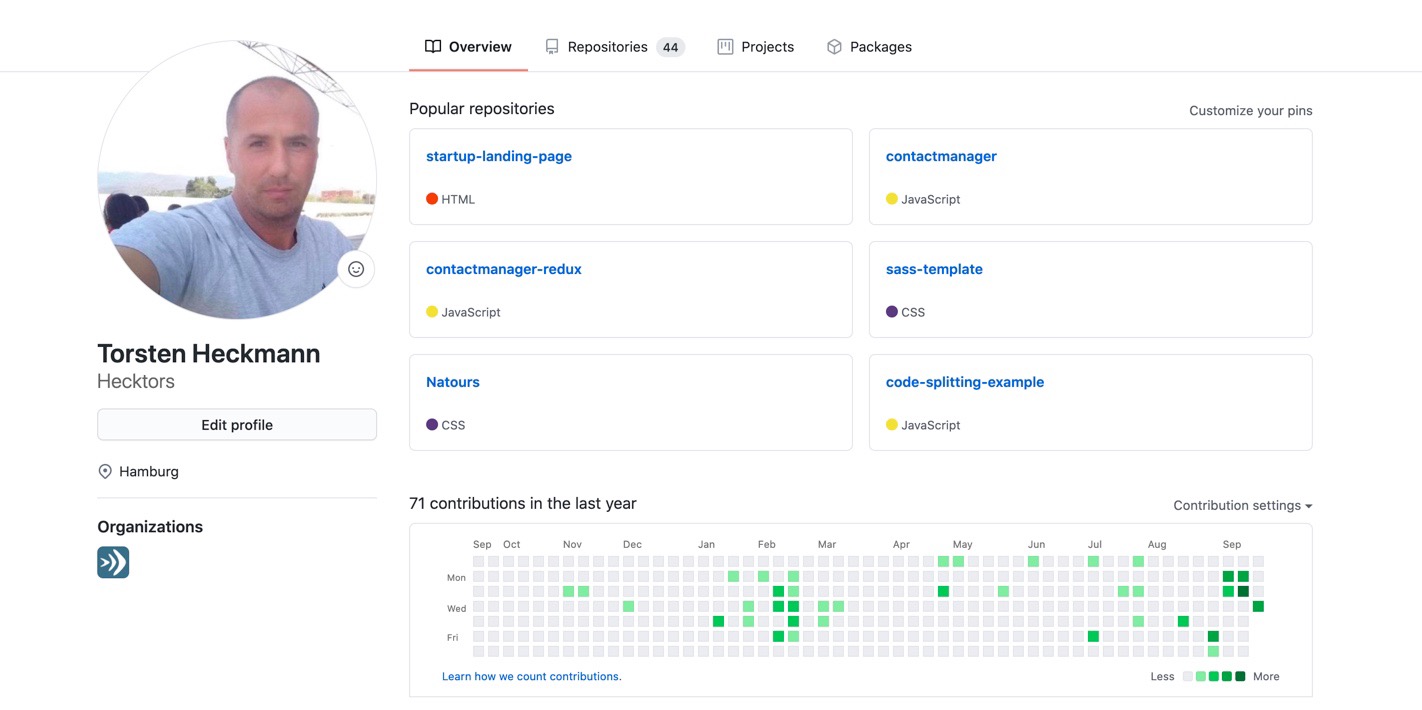 Overview Repositories 44 Projects Packages
Popular repositories Customize your pins
startup-landing-page
HTML
contactmanager
JavaScript
contactmanager-redux
JavaScript
sass-template
CSS
Natours
CSS
code-splitting-example
JavaScript
Torsten Heckmann
Hecktors
Edit profile
Hamburg
Organizations
71 contributions in the last year Contribution settings
Sep Oct Nov Dec Jan Feb Mar Apr May Jun Jul Aug Sep
Mon
Wed
Fri
Learn how we count contributions. Less More